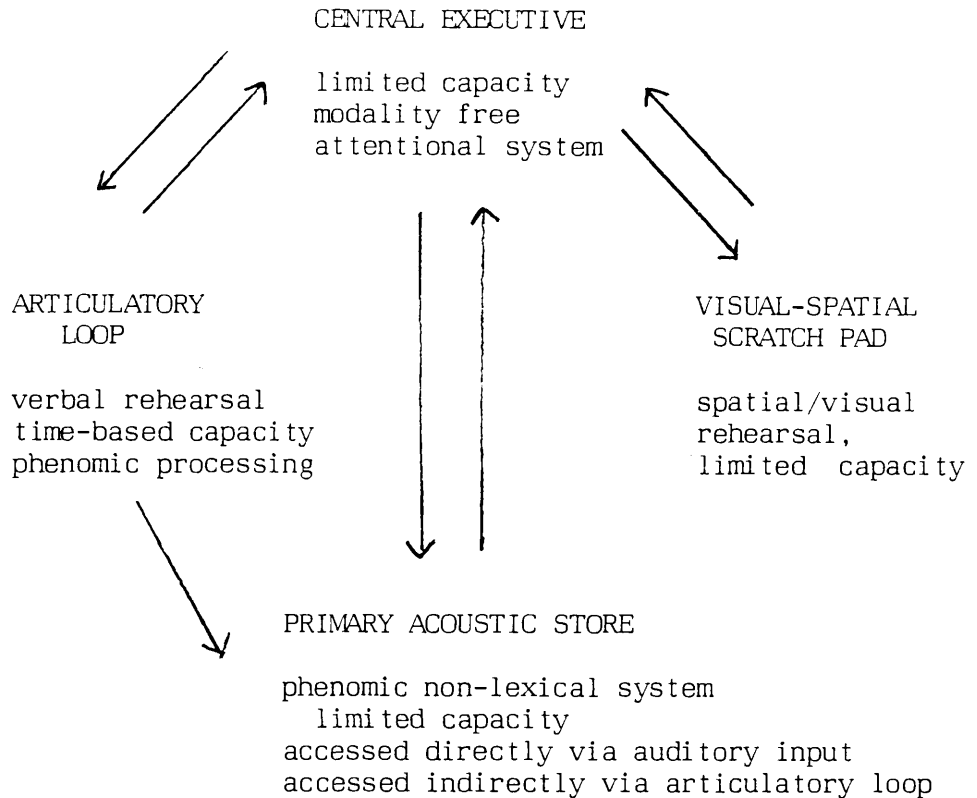 CENTRAL EXECUTIVE
limited capacity
modality free
attentional system
ARTICULATORY
LOOP
verbal rehearsal
time-based capacity
phenomic processing
VISUAL-SPATIAL
SCRATCH PAD
spatial/visual
rehearsal,
limited capacity
PRIMARY ACOUSTIC STORE
phenomic non-lexical system
limited capacity
accessed directly via auditory input
accessed indirectly via articulatory loop